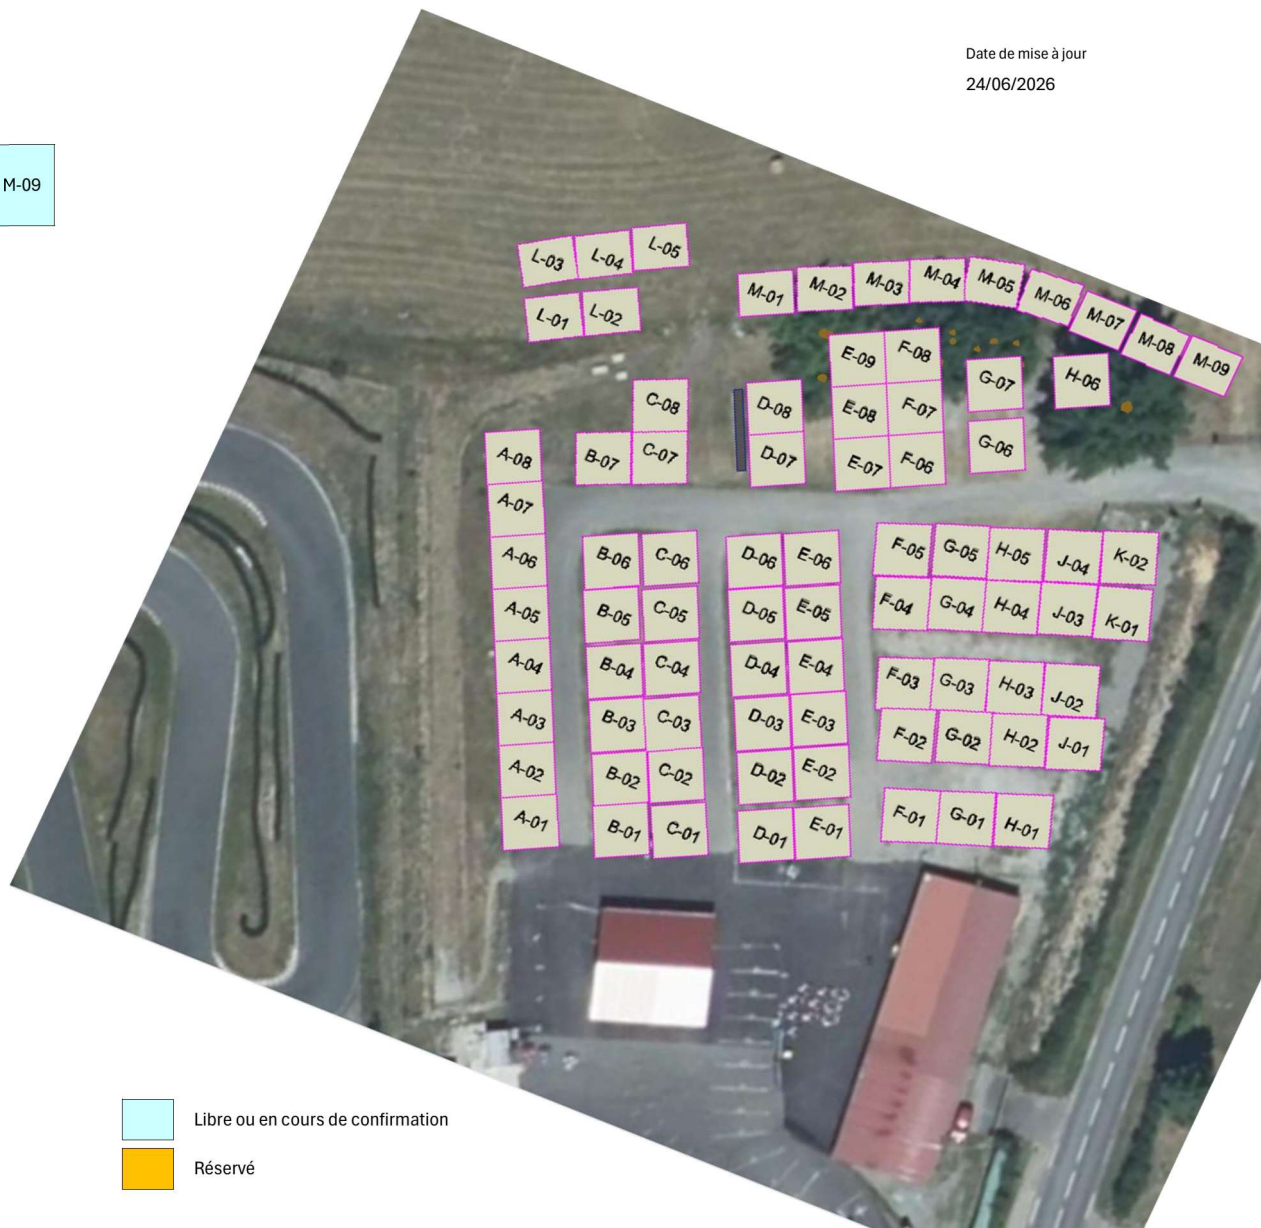 Date de mise à jour
24/06/2026
M-09
L-03 L-04 L-05
L-01 L-02
M-01 M-02 M-03 M-04 M-05 M-06 M-07 M-08 M-09
E-09 F-08
G-07 H-06
C-08 D-08 E-08 F-07
A-08 B-07 C-07 D-07 E-07 F-06 G-06
A-07
A-06 B-06 C-06 D-06 E-06 F-05 G-05 H-05 J-04 K-02
A-05 B-05 C-05 D-05 E-05 F-04 G-04 H-04 J-03 K-01
A-04 B-04 C-04 D-04 E-04 F-03 G-03 H-03 J-02
A-03 B-03 C-03 D-03 E-03 F-02 G-02 H-02 J-01
A-02 B-02 C-02 D-02 E-02
A-01 B-01 C-01 D-01 E-01 F-01 G-01 H-01
Libre ou en cours de confirmation
Réservé